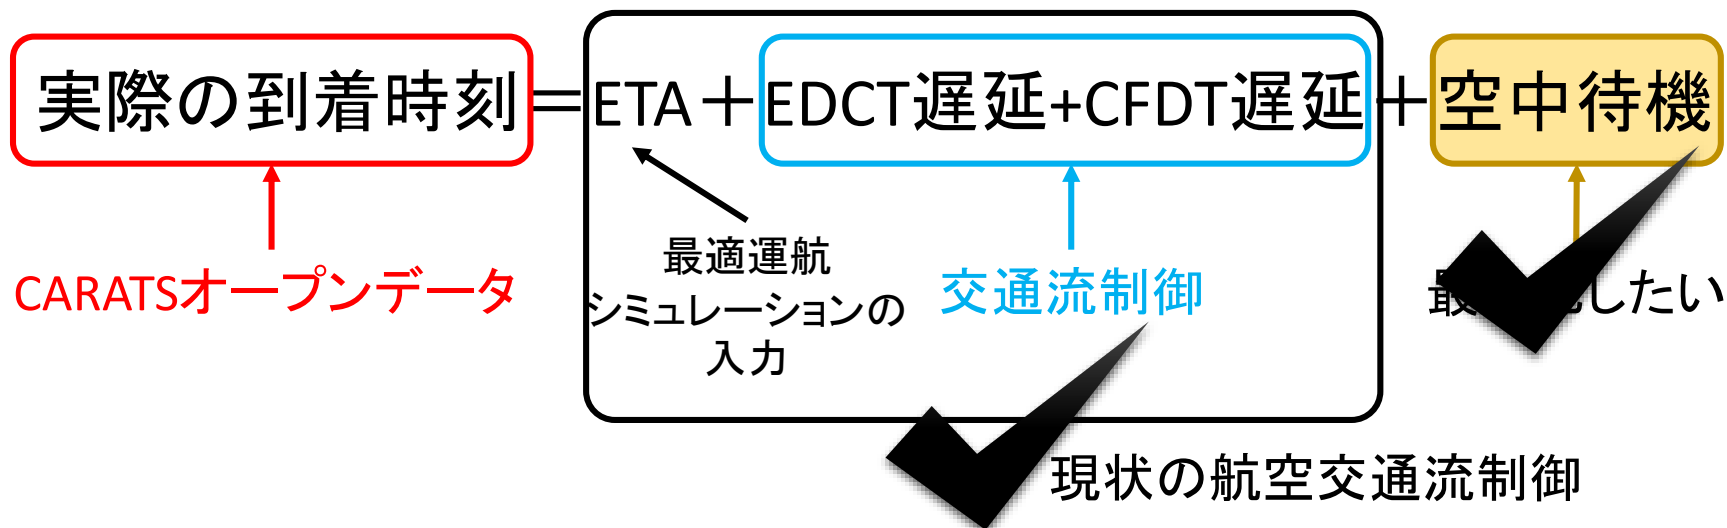 実際の到着時刻＝ETA＋EDCT遅延+CFDT遅延＋空中待機
CARATSオープンデータ
最適運航
シミュレーションの
入力
交通流制御
したい
現状の航空交通流制御